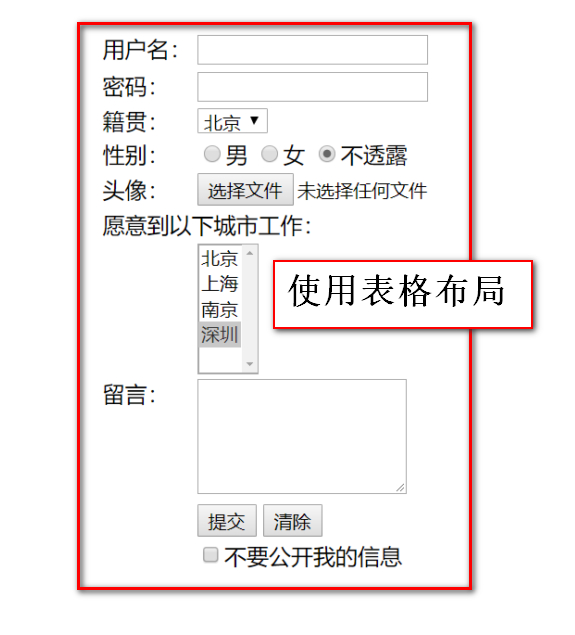 用户名：
密码：
籍贯： 北京
性别： 男 女 不透露
头像： 选择文件 未选择任何文件
愿意到以下城市工作：
北京
上海
南京
深圳
使用表格布局
留言：
提交 清除
不要公开我的信息